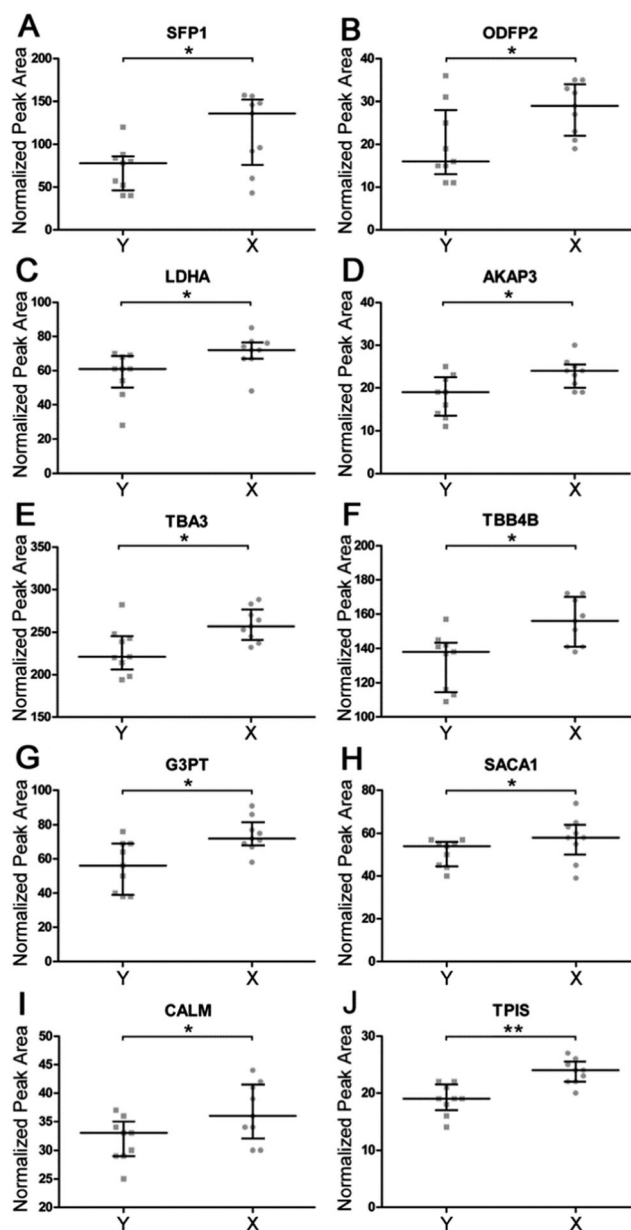 A
SFP1
Normalized Peak Area
200
150
100
50
0
*
Y
X
B
ODFP2
Normalized Peak Area
40
30
20
10
0
*
Y
X
C
LDHA
Normalized Peak Area
100
80
60
40
20
0
*
Y
X
D
AKAP3
Normalized Peak Area
40
30
20
10
0
*
Y
X
E
TBA3
Normalized Peak Area
350
300
250
200
150
*
Y
X
F
TBB4B
Normalized Peak Area
200
180
160
140
120
100
*
Y
X
G
G3PT
Normalized Peak Area
100
80
60
40
20
0
*
Y
X
H
SACA1
Normalized Peak Area
80
60
40
20
0
*
Y
X
I
CALM
Normalized Peak Area
50
45
40
35
30
25
20
*
Y
X
J
TPIS
Normalized Peak Area
30
20
10
0
**
Y
X